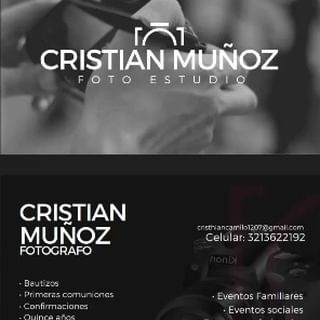 CRISTIAN MUÑOZ
FOTO ESTUDIO
CRISTIAN
MUÑOZ
FOTOGRAFO
cristhiancamilo1207@gmail.com
Celular: 3213622192
• Bautizos
• Primeras comuniones
• Confirmaciones
• Quince años
• Eventos Familiares
• Eventos sociales